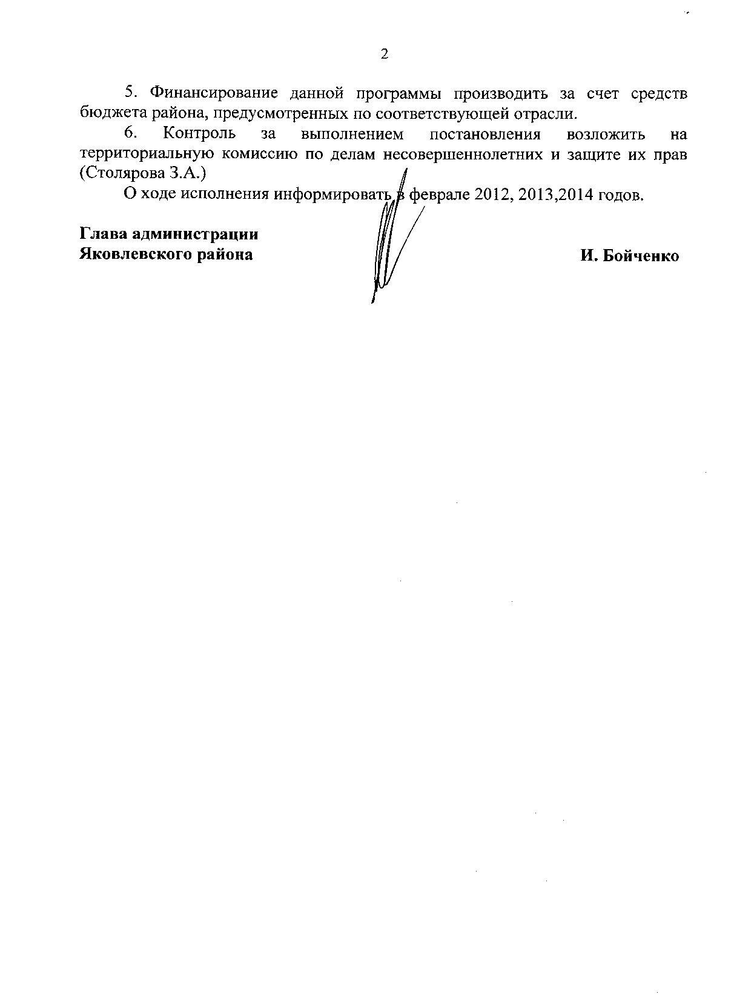 2
5. Финансирование данной программы производить за счет средств
бюджета района, предусмотренных по соответствующей отрасли.
6. Контроль за выполнением постановления возложить на
территориальную комиссию по делам несовершеннолетних и защите их прав
(Столярова З.А.)
О ходе исполнения информировать в феврале 2012, 2013,2014 годов.
Глава администрации
Яковлевского района И. Бойченко